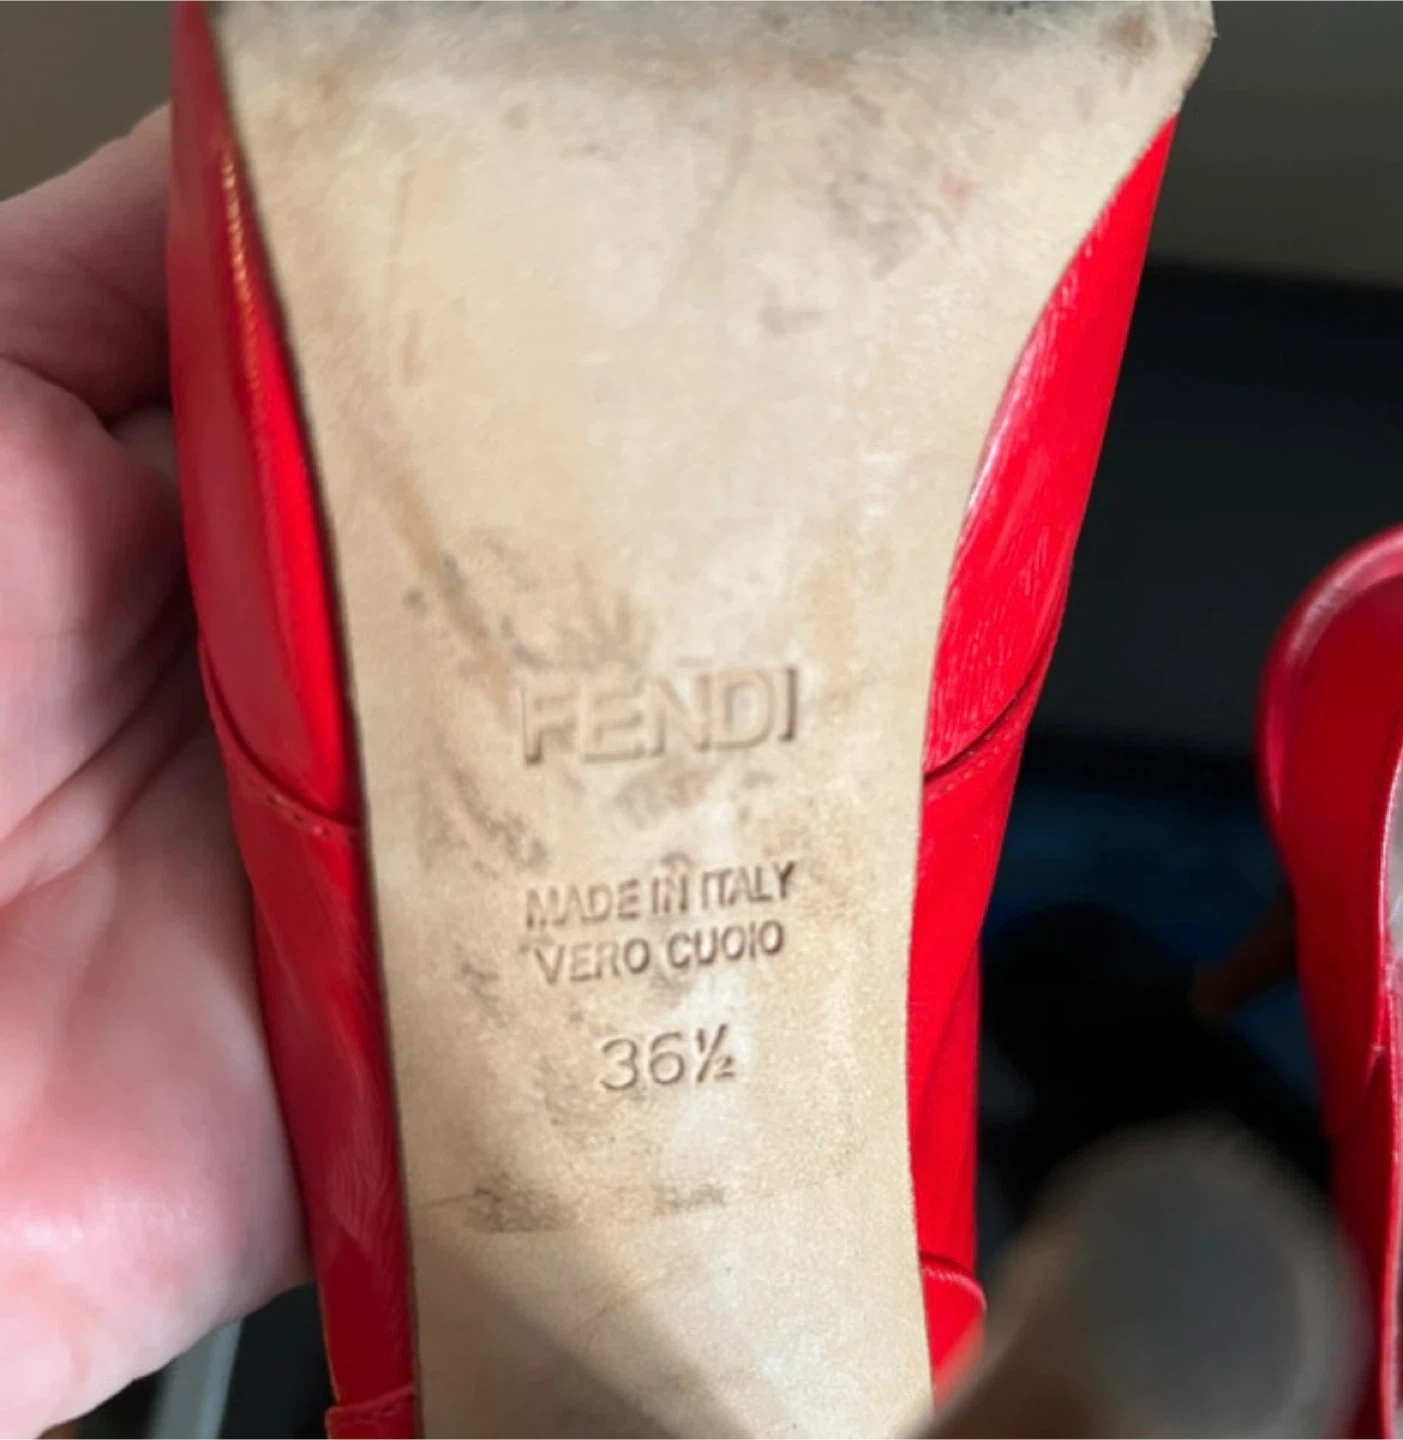 FENDI
MADE IN ITALY
VERO CUOIO
36½